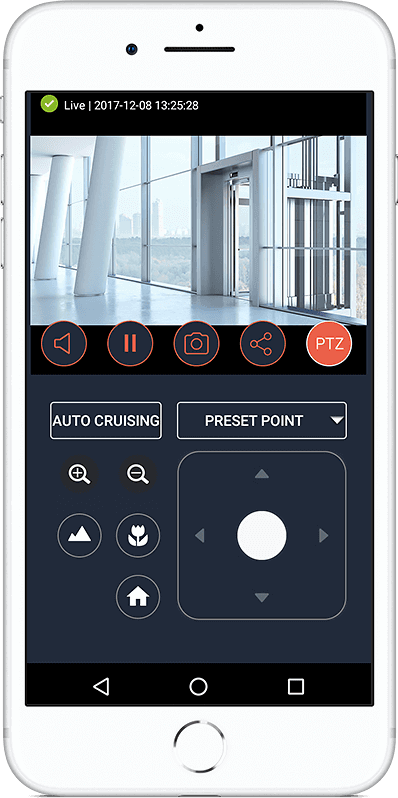 Live | 2017-12-08 13:25:28
PTZ
AUTO CRUISING
PRESET POINT